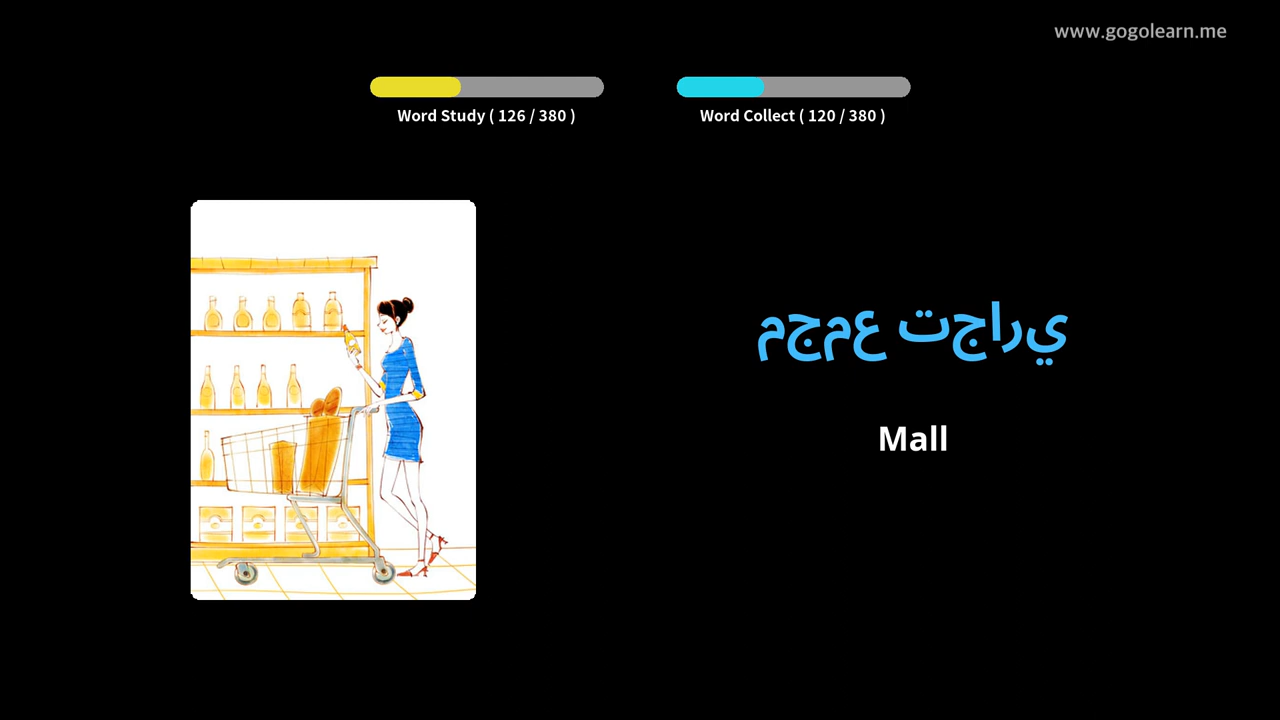 www.gogolearn.me
Word Study ( 126 / 380 )
Word Collect ( 120 / 380 )
مجمع تجاري
Mall